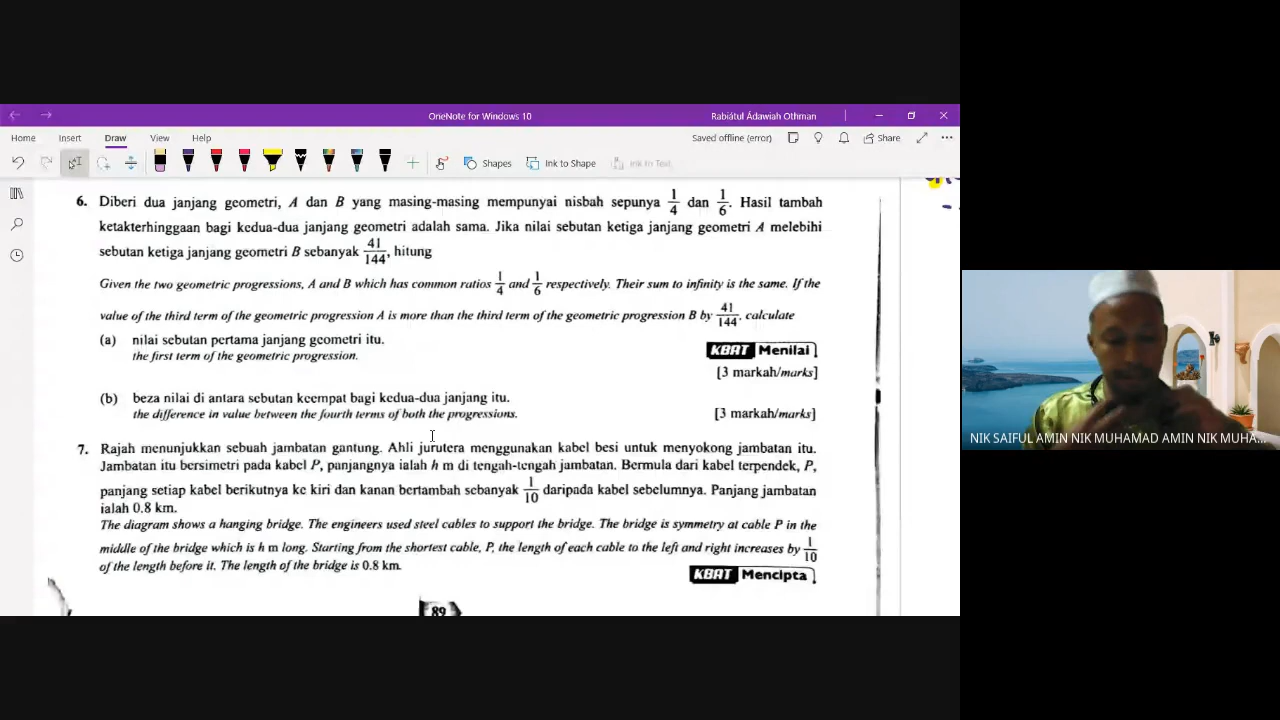 OneNote for Windows 10
Rabiátul Ádawiah Othman
Home Insert Draw View Help
Saved offline (error)
Share
Shapes
Ink to Shape
Ink to Text
6. Diberi dua janjang geometri, A dan B yang masing-masing mempunyai nisbah sepunya 1/4 dan 1/6. Hasil tambah
ketakterhinggaan bagi kedua-dua janjang geometri adalah sama. Jika nilai sebutan ketiga janjang geometri A melebihi
sebutan ketiga janjang geometri B sebanyak 41/144, hitung
Given the two geometric progressions, A and B which has common ratios 1/4 and 1/6 respectively. Their sum to infinity is the same. If the
value of the third term of the geometric progression A is more than the third term of the geometric progression B by 41/144, calculate
(a) nilai sebutan pertama janjang geometri itu.
the first term of the geometric progression.
KBAT Menilai
[3 markah/marks]
(b) beza nilai di antara sebutan keempat bagi kedua-dua janjang itu.
the difference in value between the fourth terms of both the progressions.
[3 markah/marks]
7. Rajah menunjukkan sebuah jambatan gantung. Ahli jurutera menggunakan kabel besi untuk menyokong jambatan itu.
Jambatan itu bersimetri pada kabel P, panjangnya ialah h m di tengah-tengah jambatan. Bermula dari kabel terpendek, P,
panjang setiap kabel berikutnya ke kiri dan kanan bertambah sebanyak 1/10 daripada kabel sebelumnya. Panjang jambatan
ialah 0.8 km.
The diagram shows a hanging bridge. The engineers used steel cables to support the bridge. The bridge is symmetry at cable P in the
middle of the bridge which is h m long. Starting from the shortest cable, P, the length of each cable to the left and right increases by 1/10
of the length before it. The length of the bridge is 0.8 km.
KBAT Mencipta
89
NIK SAIFUL AMIN NIK MUHAMAD AMIN NIK MUHA...